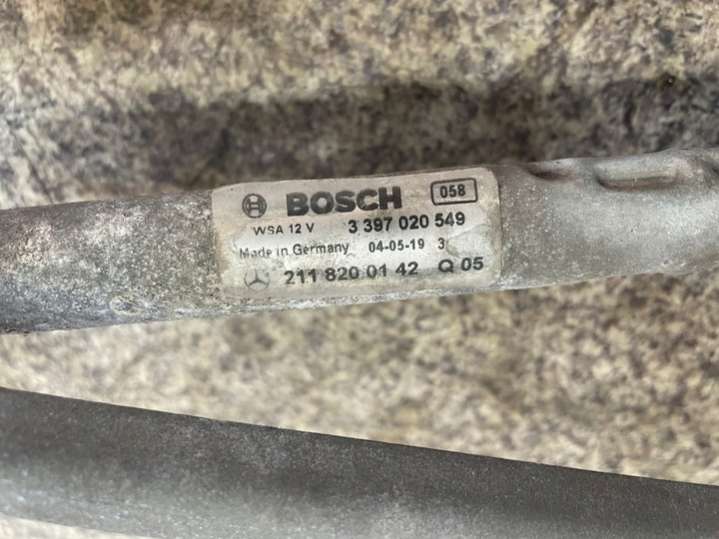 BOSCH 058
WSA 12 V 3 397 020 549
Made in Germany 04-05-19 3
211 820 01 42 Q 05